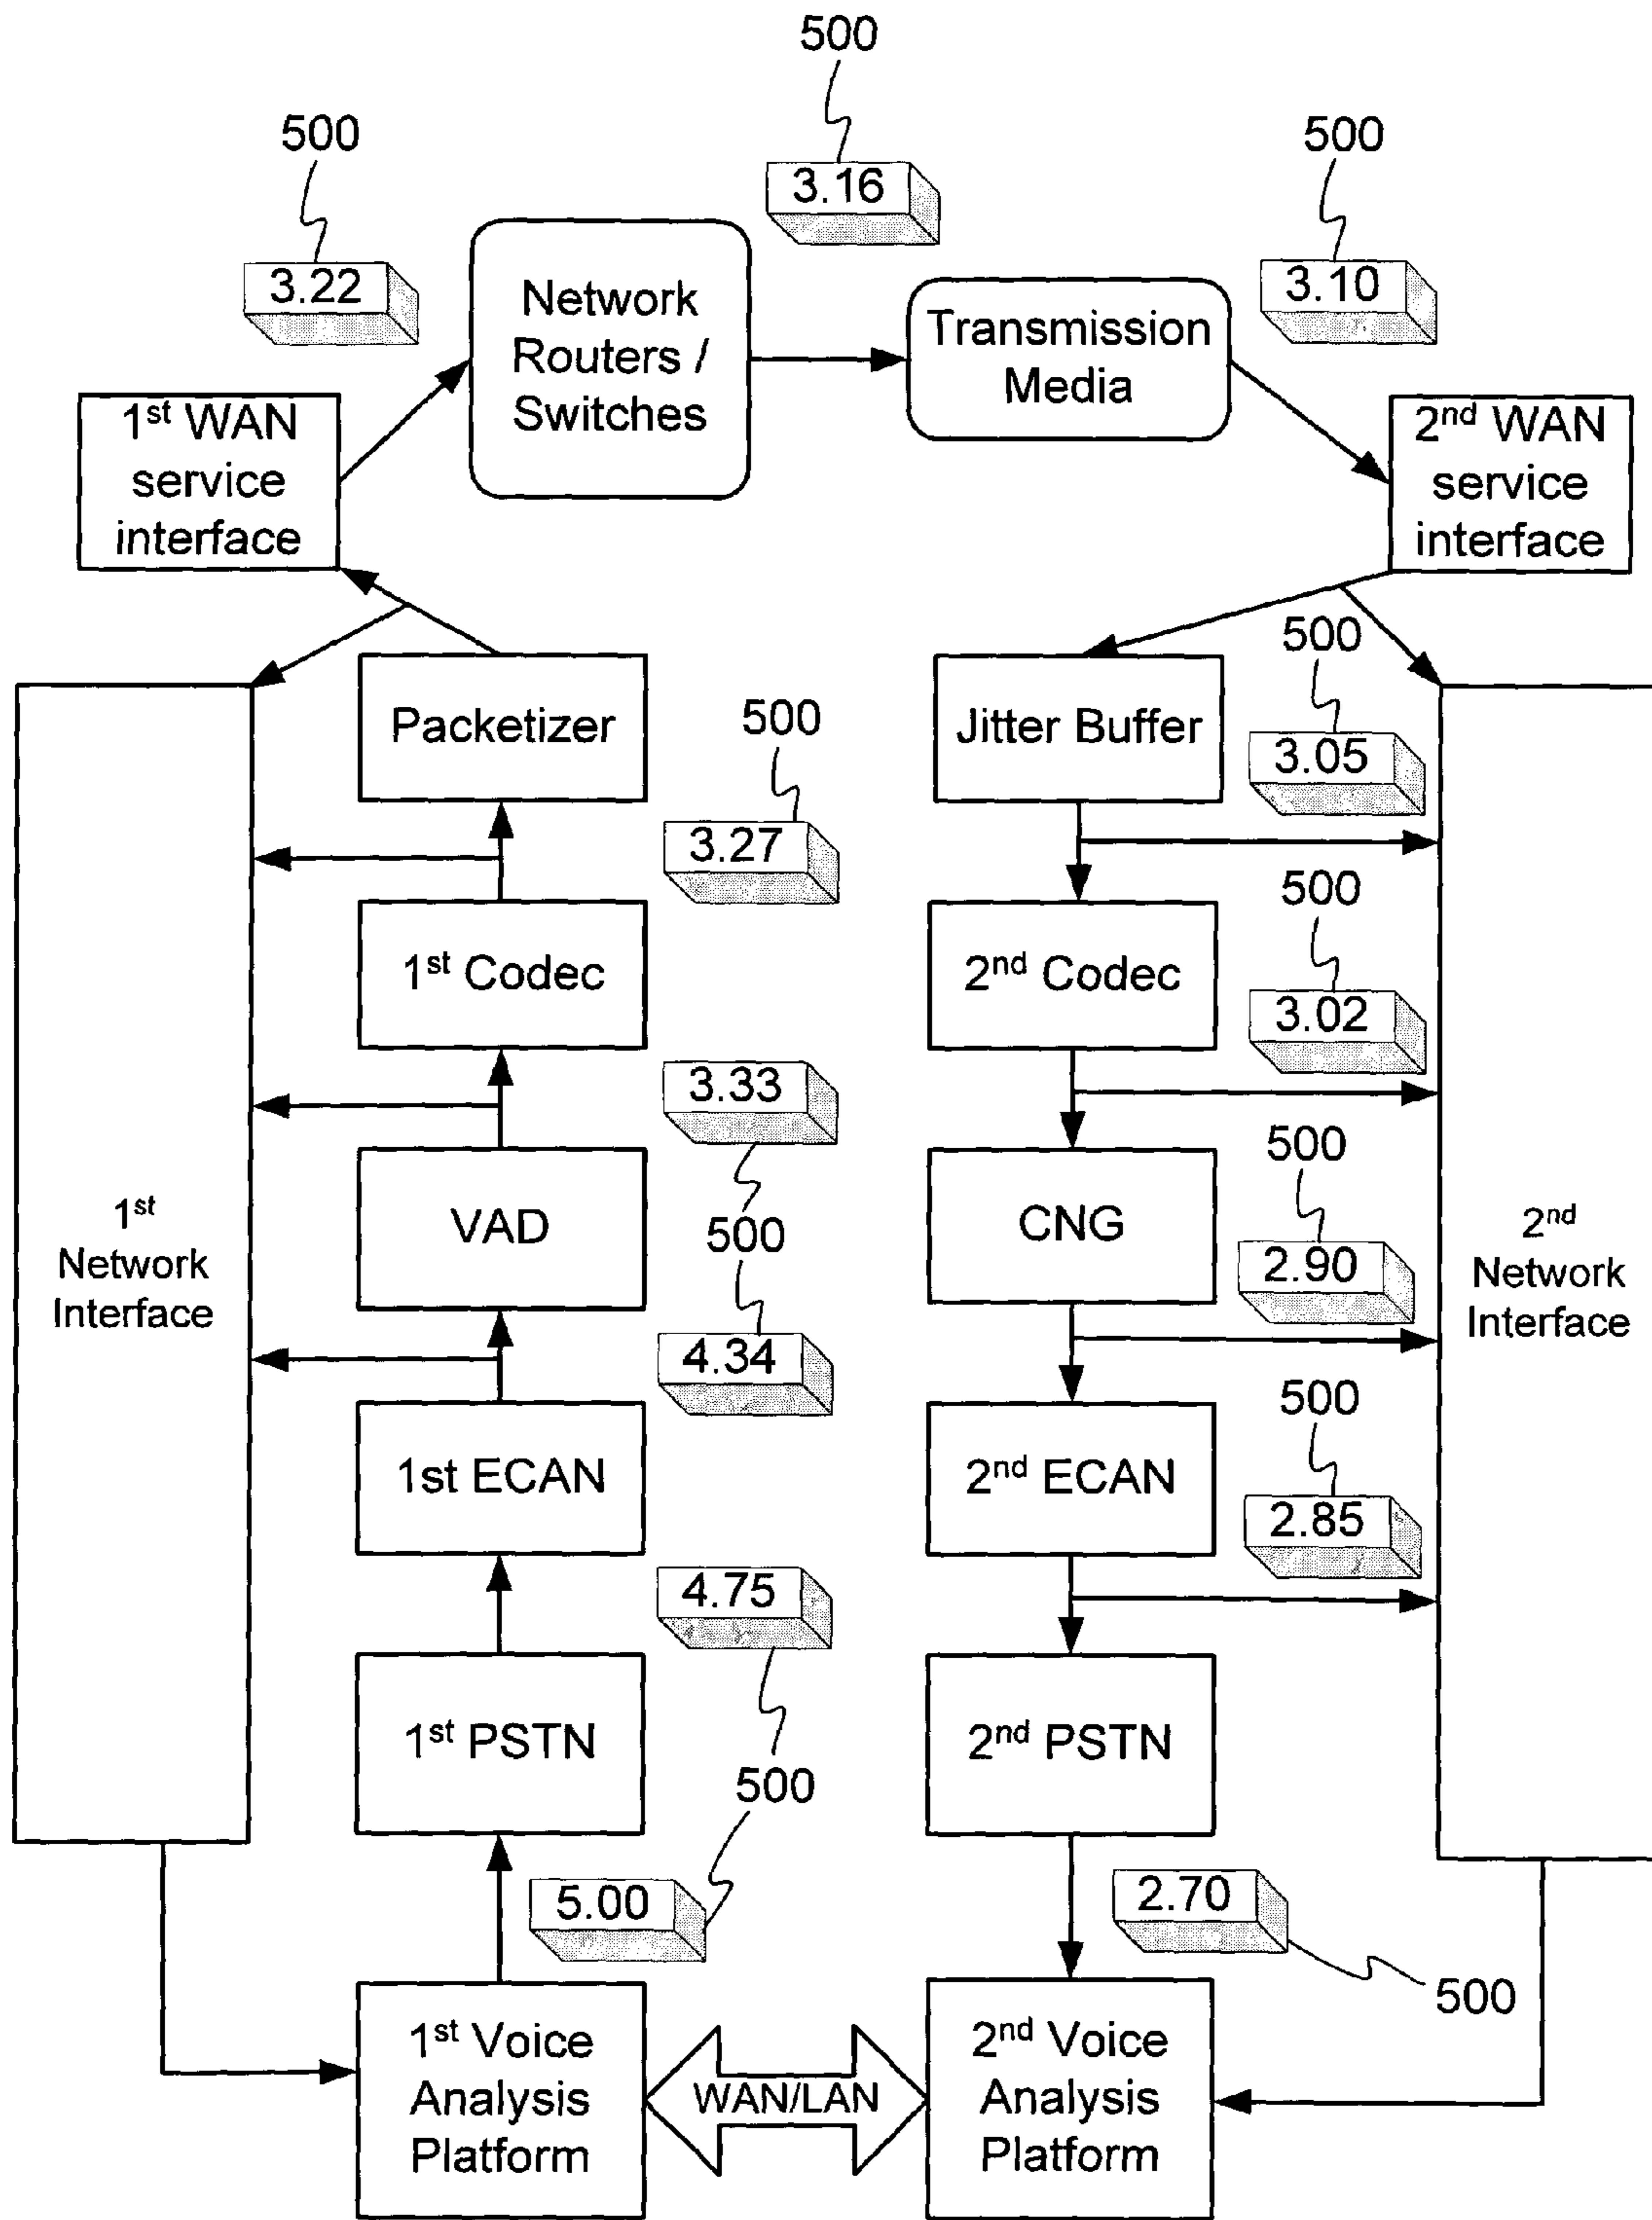 500
500
500
3.16
3.22
3.10
Network
Routers /
Switches
Transmission
Media
1st WAN
service
interface
2nd WAN
service
interface
500
Packetizer
500
Jitter Buffer
3.05
3.27
500
1st Codec
2nd Codec
3.02
3.33
500
500
VAD
CNG
2.90
1st
Network
Interface
2nd
Network
Interface
4.34
500
1st ECAN
2nd ECAN
2.85
4.75
1st PSTN
2nd PSTN
500
5.00
2.70
500
1st Voice
Analysis
Platform
WAN/LAN
2nd Voice
Analysis
Platform